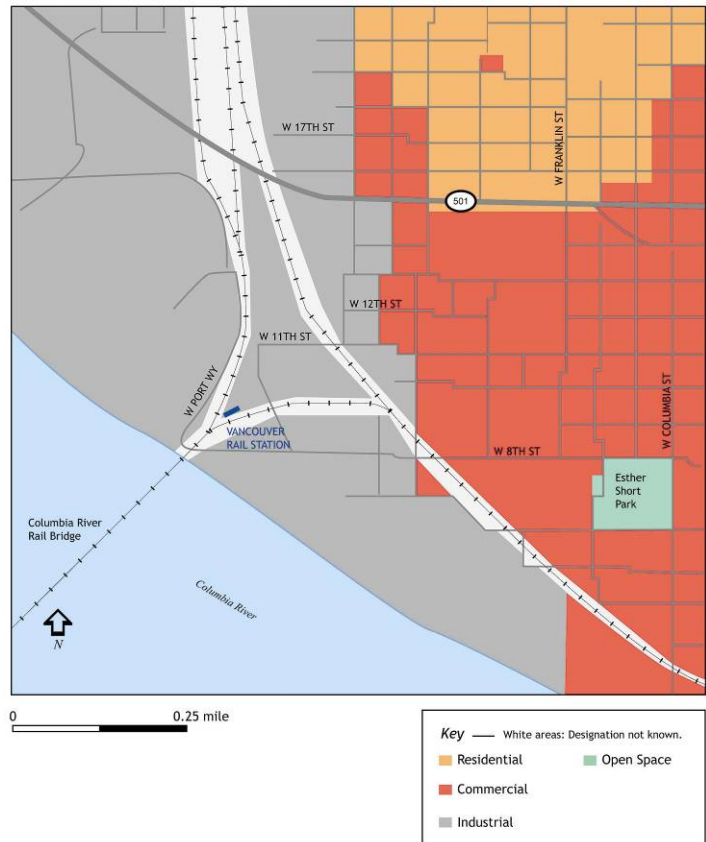 W 17TH ST
W FRANKLIN ST
501
W 12TH ST
W 11TH ST
W PORT WY
VANCOUVER
RAIL STATION
W COLUMBIA ST
W 8TH ST
Esther
Short
Park
Columbia River
Rail Bridge
Columbia River
N
0 0.25 mile
Key — White areas: Designation not known.
Residential Open Space
Commercial
Industrial